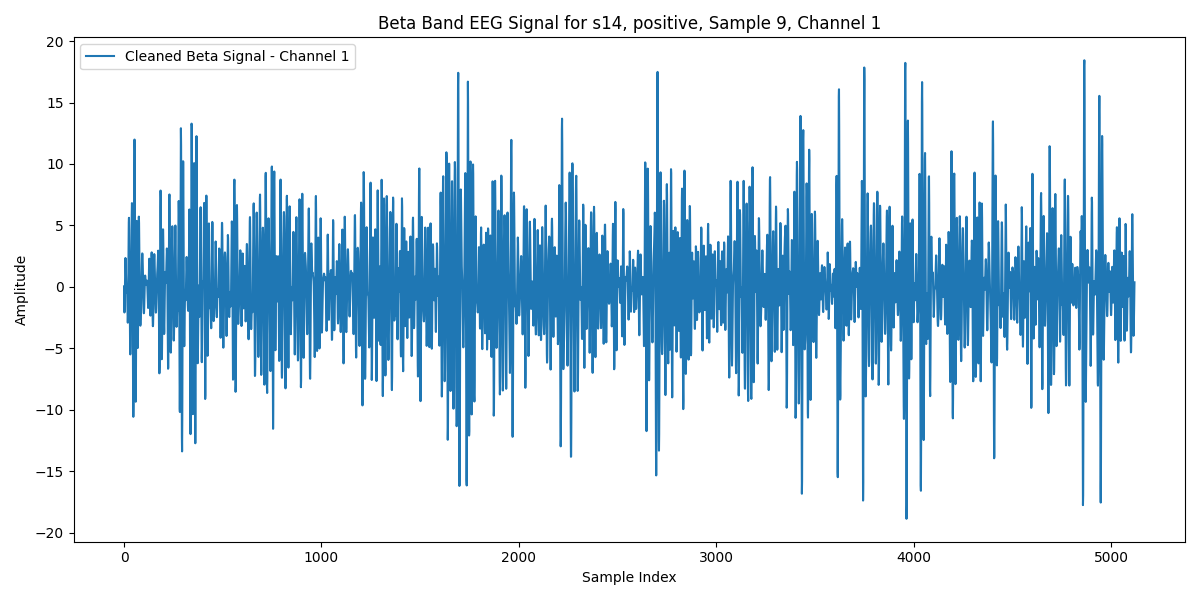 Beta Band EEG Signal for s14, positive, Sample 9, Channel 1
Cleaned Beta Signal - Channel 1
Amplitude
20
15
10
5
0
−5
−10
−15
−20
0 1000 2000 3000 4000 5000
Sample Index